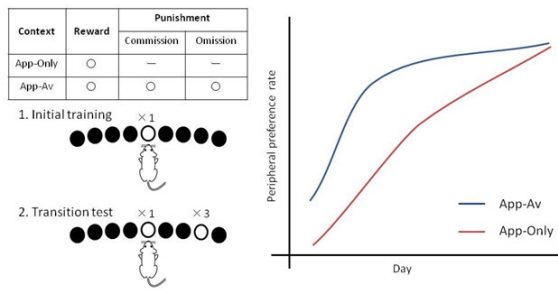 Context Reward Punishment
Commission Omission
App-Only ○ — —
App-Av ○ ○ ○
1. Initial training
×1
2. Transition test
×1 ×3
Peripheral preference rate
App-Av
App-Only
Day